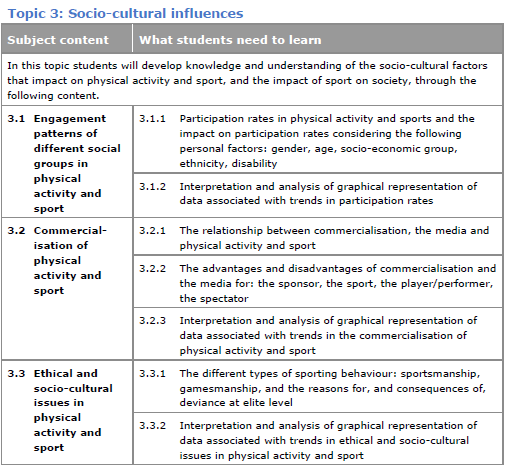 Topic 3: Socio-cultural influences
Subject content What students need to learn
In this topic students will develop knowledge and understanding of the socio-cultural factors
that impact on physical activity and sport, and the impact of sport on society, through the
following content.
3.1 Engagement
patterns of
different social
groups in
physical
activity and
sport
3.1.1 Participation rates in physical activity and sports and the
impact on participation rates considering the following
personal factors: gender, age, socio-economic group,
ethnicity, disability
3.1.2 Interpretation and analysis of graphical representation of
data associated with trends in participation rates
3.2 Commercial-
isation of
physical
activity and
sport
3.2.1 The relationship between commercialisation, the media and
physical activity and sport
3.2.2 The advantages and disadvantages of commercialisation and
the media for: the sponsor, the sport, the player/performer,
the spectator
3.2.3 Interpretation and analysis of graphical representation of
data associated with trends in the commercialisation of
physical activity and sport
3.3 Ethical and
socio-cultural
issues in
physical
activity and
sport
3.3.1 The different types of sporting behaviour: sportsmanship,
gamesmanship, and the reasons for, and consequences of,
deviance at elite level
3.3.2 Interpretation and analysis of graphical representation of
data associated with trends in ethical and socio-cultural
issues in physical activity and sport